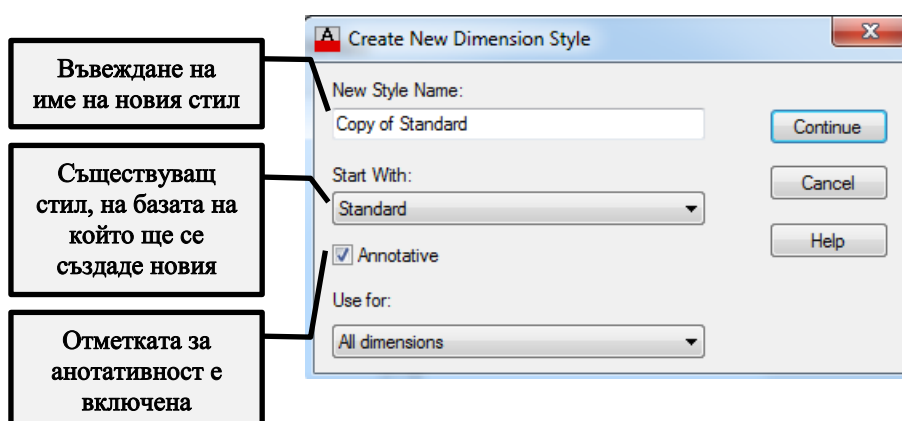 Create New Dimension Style
Въвеждане на
име на новия стил
New Style Name:
Copy of Standard
Continue
Съществуващ
стил, на базата на
който ще се
създаде новия
Start With:
Standard
Cancel
Annotative
Help
Use for:
All dimensions
Отметката за
анотативност е
включена